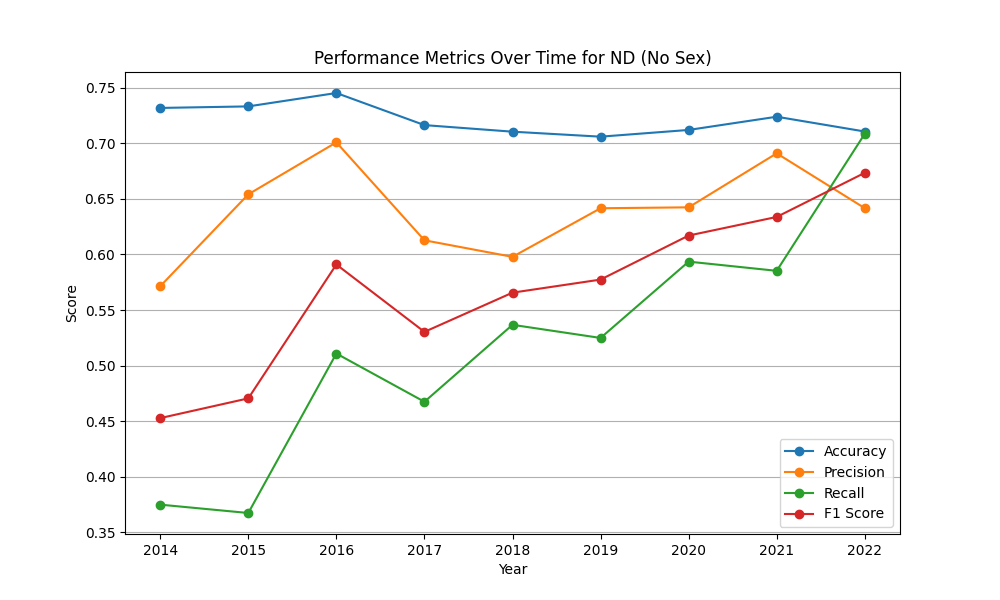 Performance Metrics Over Time for ND (No Sex)
0.75
0.70
0.65
0.60
0.55
0.50
0.45
0.40
0.35
Score
2014 2015 2016 2017 2018 2019 2020 2021 2022
Year
Accuracy
Precision
Recall
F1 Score